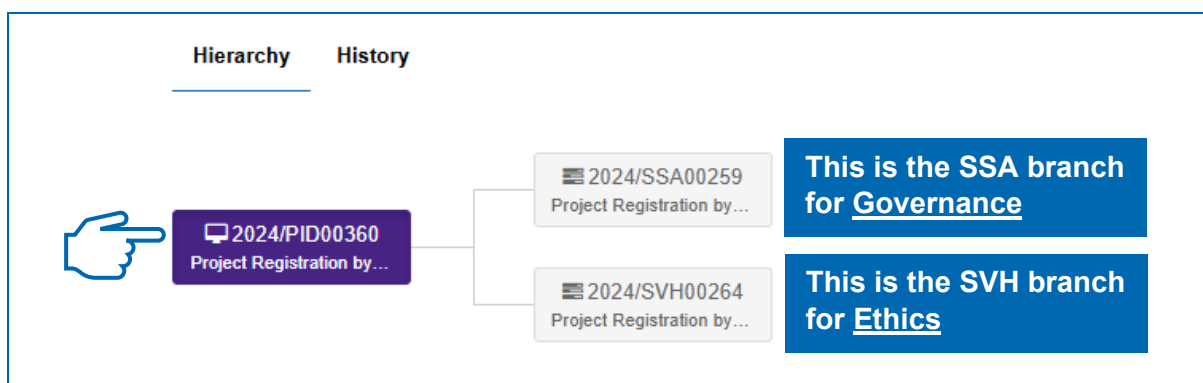 Hierarchy History
2024/SSA00259
Project Registration by...
This is the SSA branch
for Governance
2024/PID00360
Project Registration by...
2024/SVH00264
Project Registration by...
This is the SVH branch
for Ethics